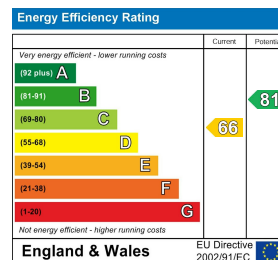 Energy Efficiency Rating
Current
Potenti
Very energy efficient - lower running costs
(92 plus) A
(81-91) B
81
(69-80) C
66
(55-68) D
(39-54) E
(21-38) F
(1-20) G
Not energy efficient - higher running costs
England & Wales
EU Directive
2002/91/EC